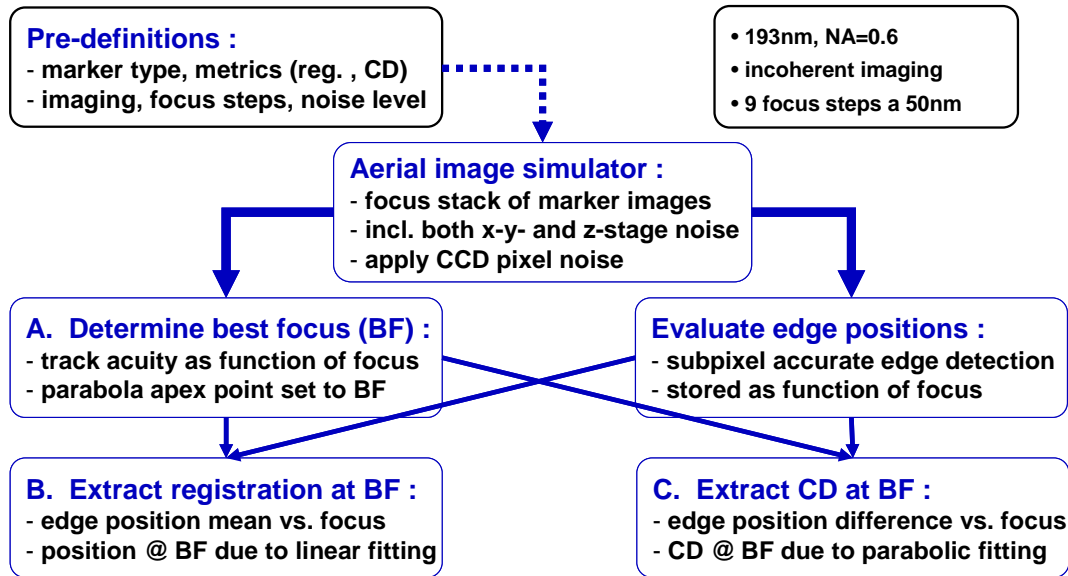 Pre-definitions :
- marker type, metrics (reg. , CD)
- imaging, focus steps, noise level
• 193nm, NA=0.6
• incoherent imaging
• 9 focus steps a 50nm
Aerial image simulator :
- focus stack of marker images
- incl. both x-y- and z-stage noise
- apply CCD pixel noise
A. Determine best focus (BF) :
- track acuity as function of focus
- parabola apex point set to BF
Evaluate edge positions :
- subpixel accurate edge detection
- stored as function of focus
B. Extract registration at BF :
- edge position mean vs. focus
- position @ BF due to linear fitting
C. Extract CD at BF :
- edge position difference vs. focus
- CD @ BF due to parabolic fitting